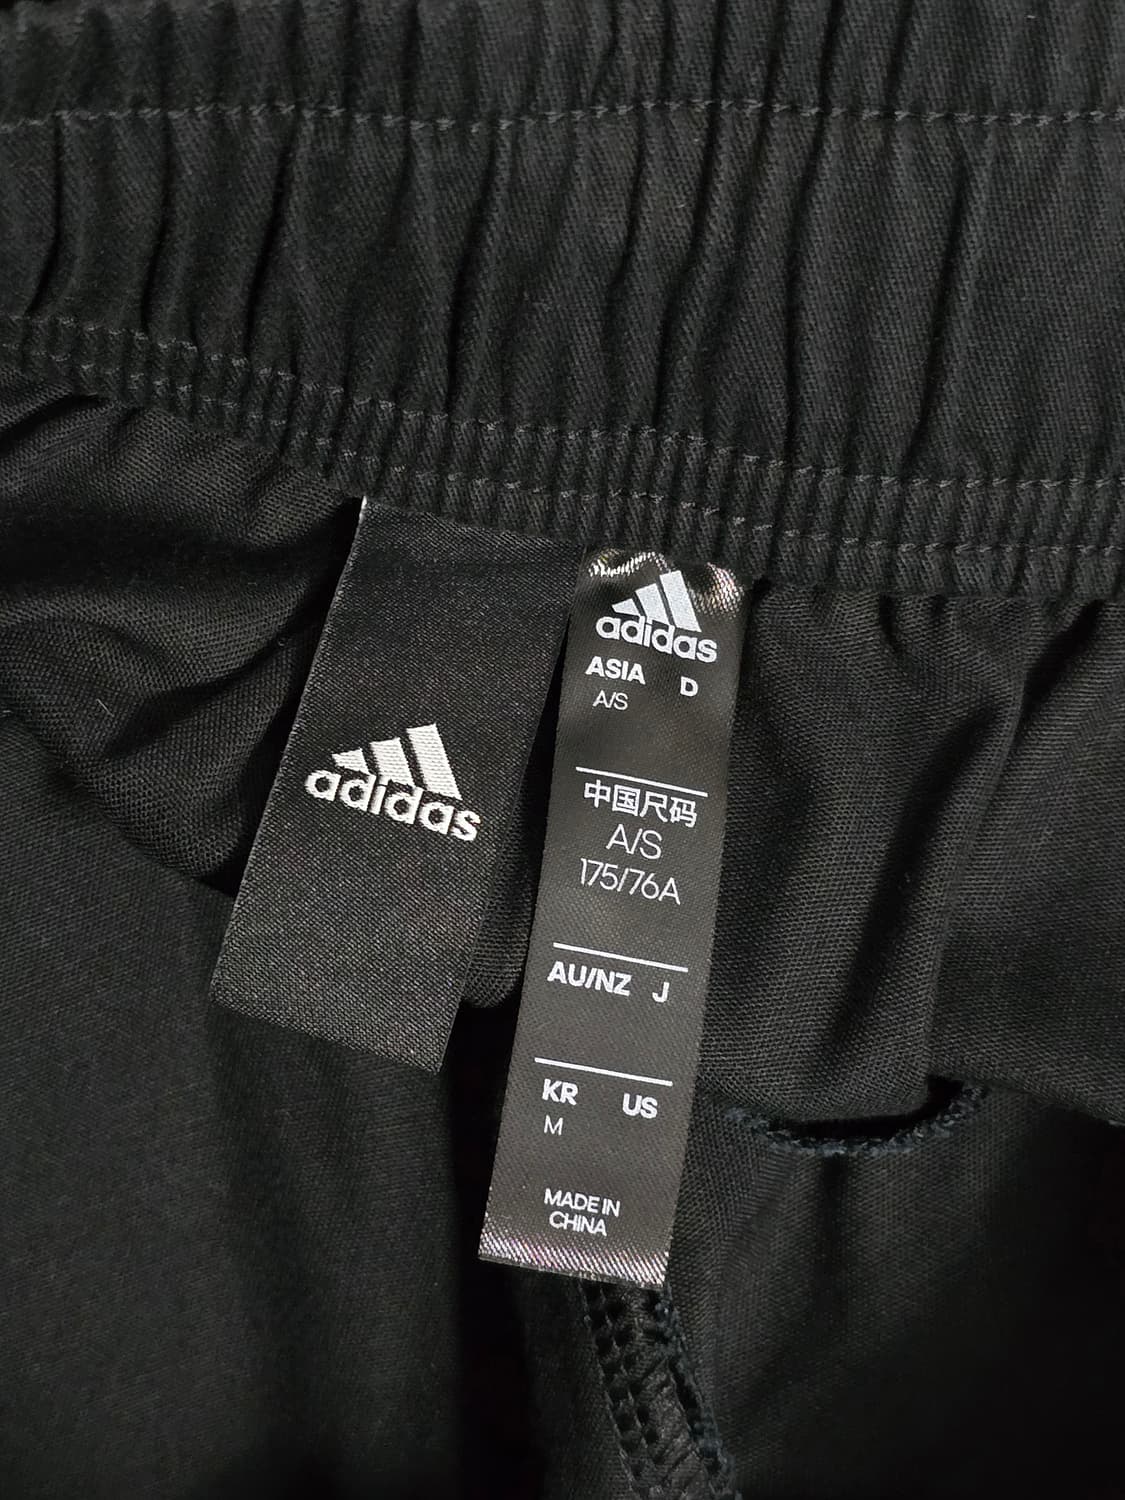 adidas
adidas
ASIA D
A/S
中国尺码
A/S
175/76A
AU/NZ J
KR US
M
MADE IN
CHINA